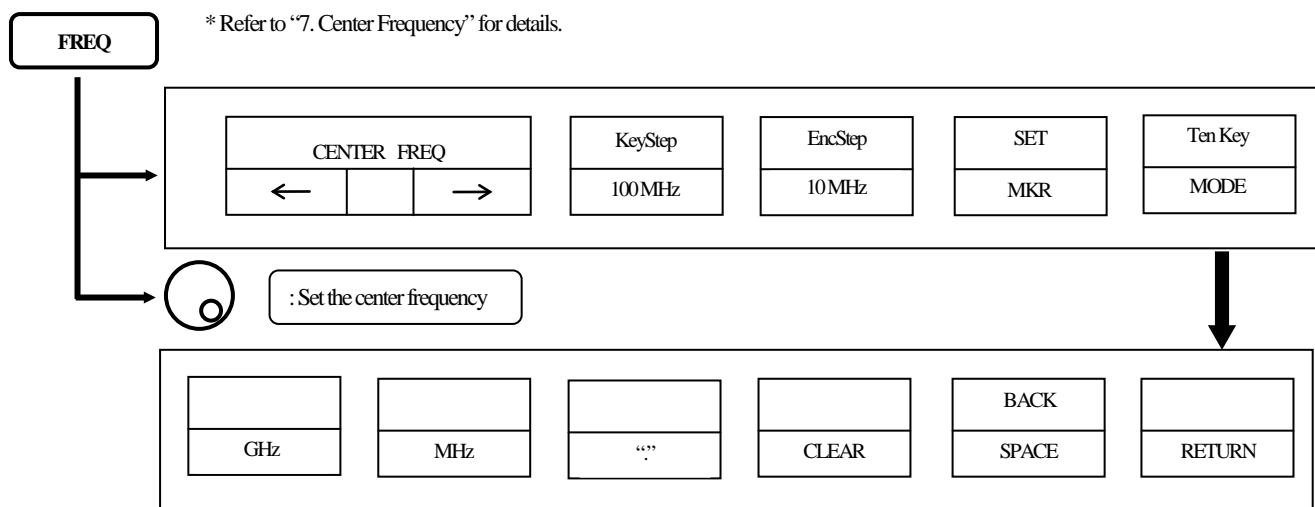 * Refer to “7. Center Frequency” for details.
FREQ
CENTER FREQ
← →
KeyStep
100 MHz
EncStep
10 MHz
SET
MKR
Ten Key
MODE
: Set the center frequency
GHz
MHz
“.”
CLEAR
BACK
SPACE
RETURN